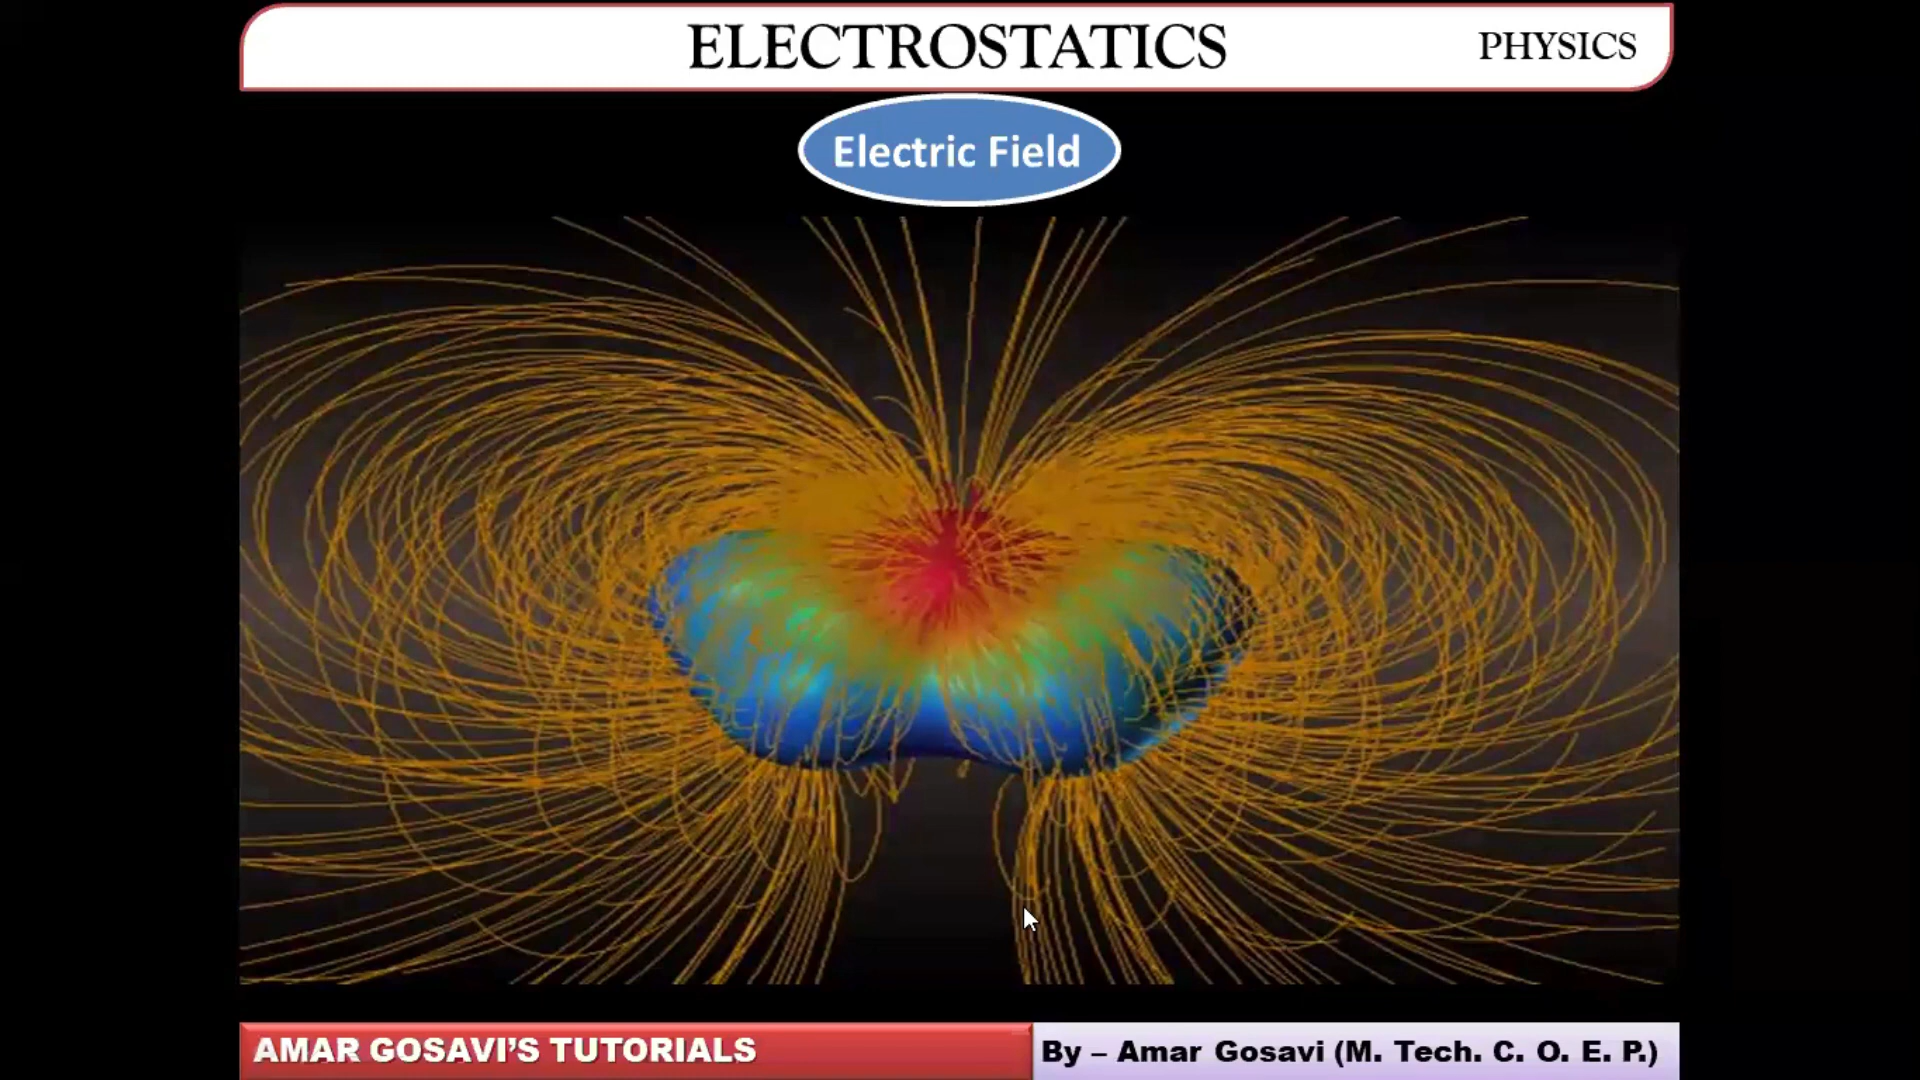 ELECTROSTATICS
PHYSICS
Electric Field
AMAR GOSAVI'S TUTORIALS
By – Amar Gosavi (M. Tech. C. O. E. P.)